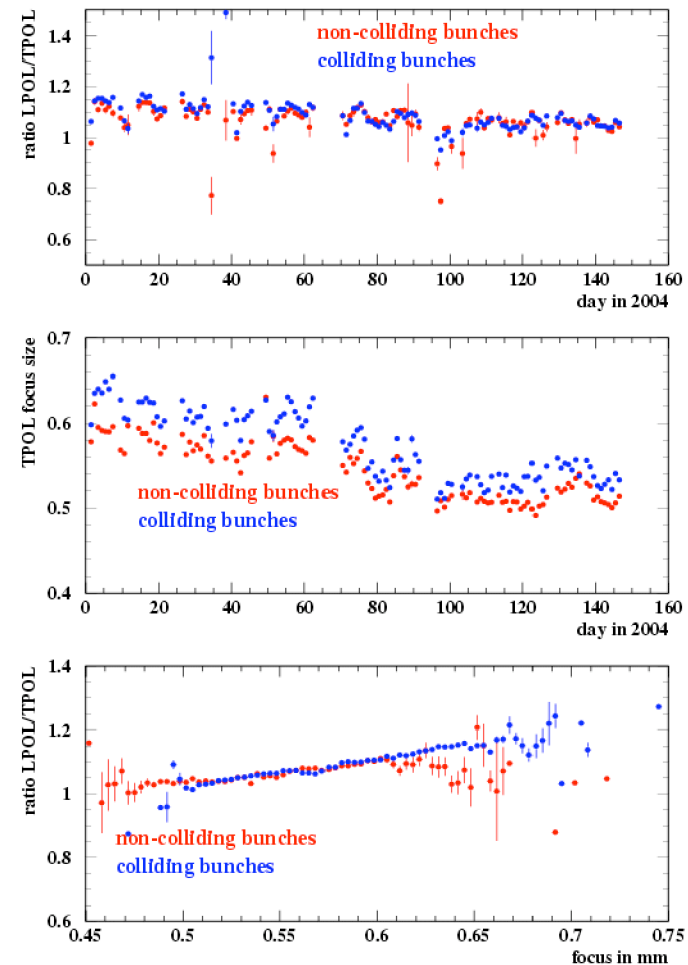 ratio LPOL/TPOL
1.4
1.2
1
0.8
0.6
non-colliding bunches
colliding bunches
0 20 40 60 80 100 120 140 160
day in 2004
TPOL focus size
0.7
0.6
0.5
0.4
non-colliding bunches
colliding bunches
0 20 40 60 80 100 120 140 160
day in 2004
ratio LPOL/TPOL
1.4
1.2
1
0.8
0.6
non-colliding bunches
colliding bunches
0.45 0.5 0.55 0.6 0.65 0.7 0.75
focus in mm